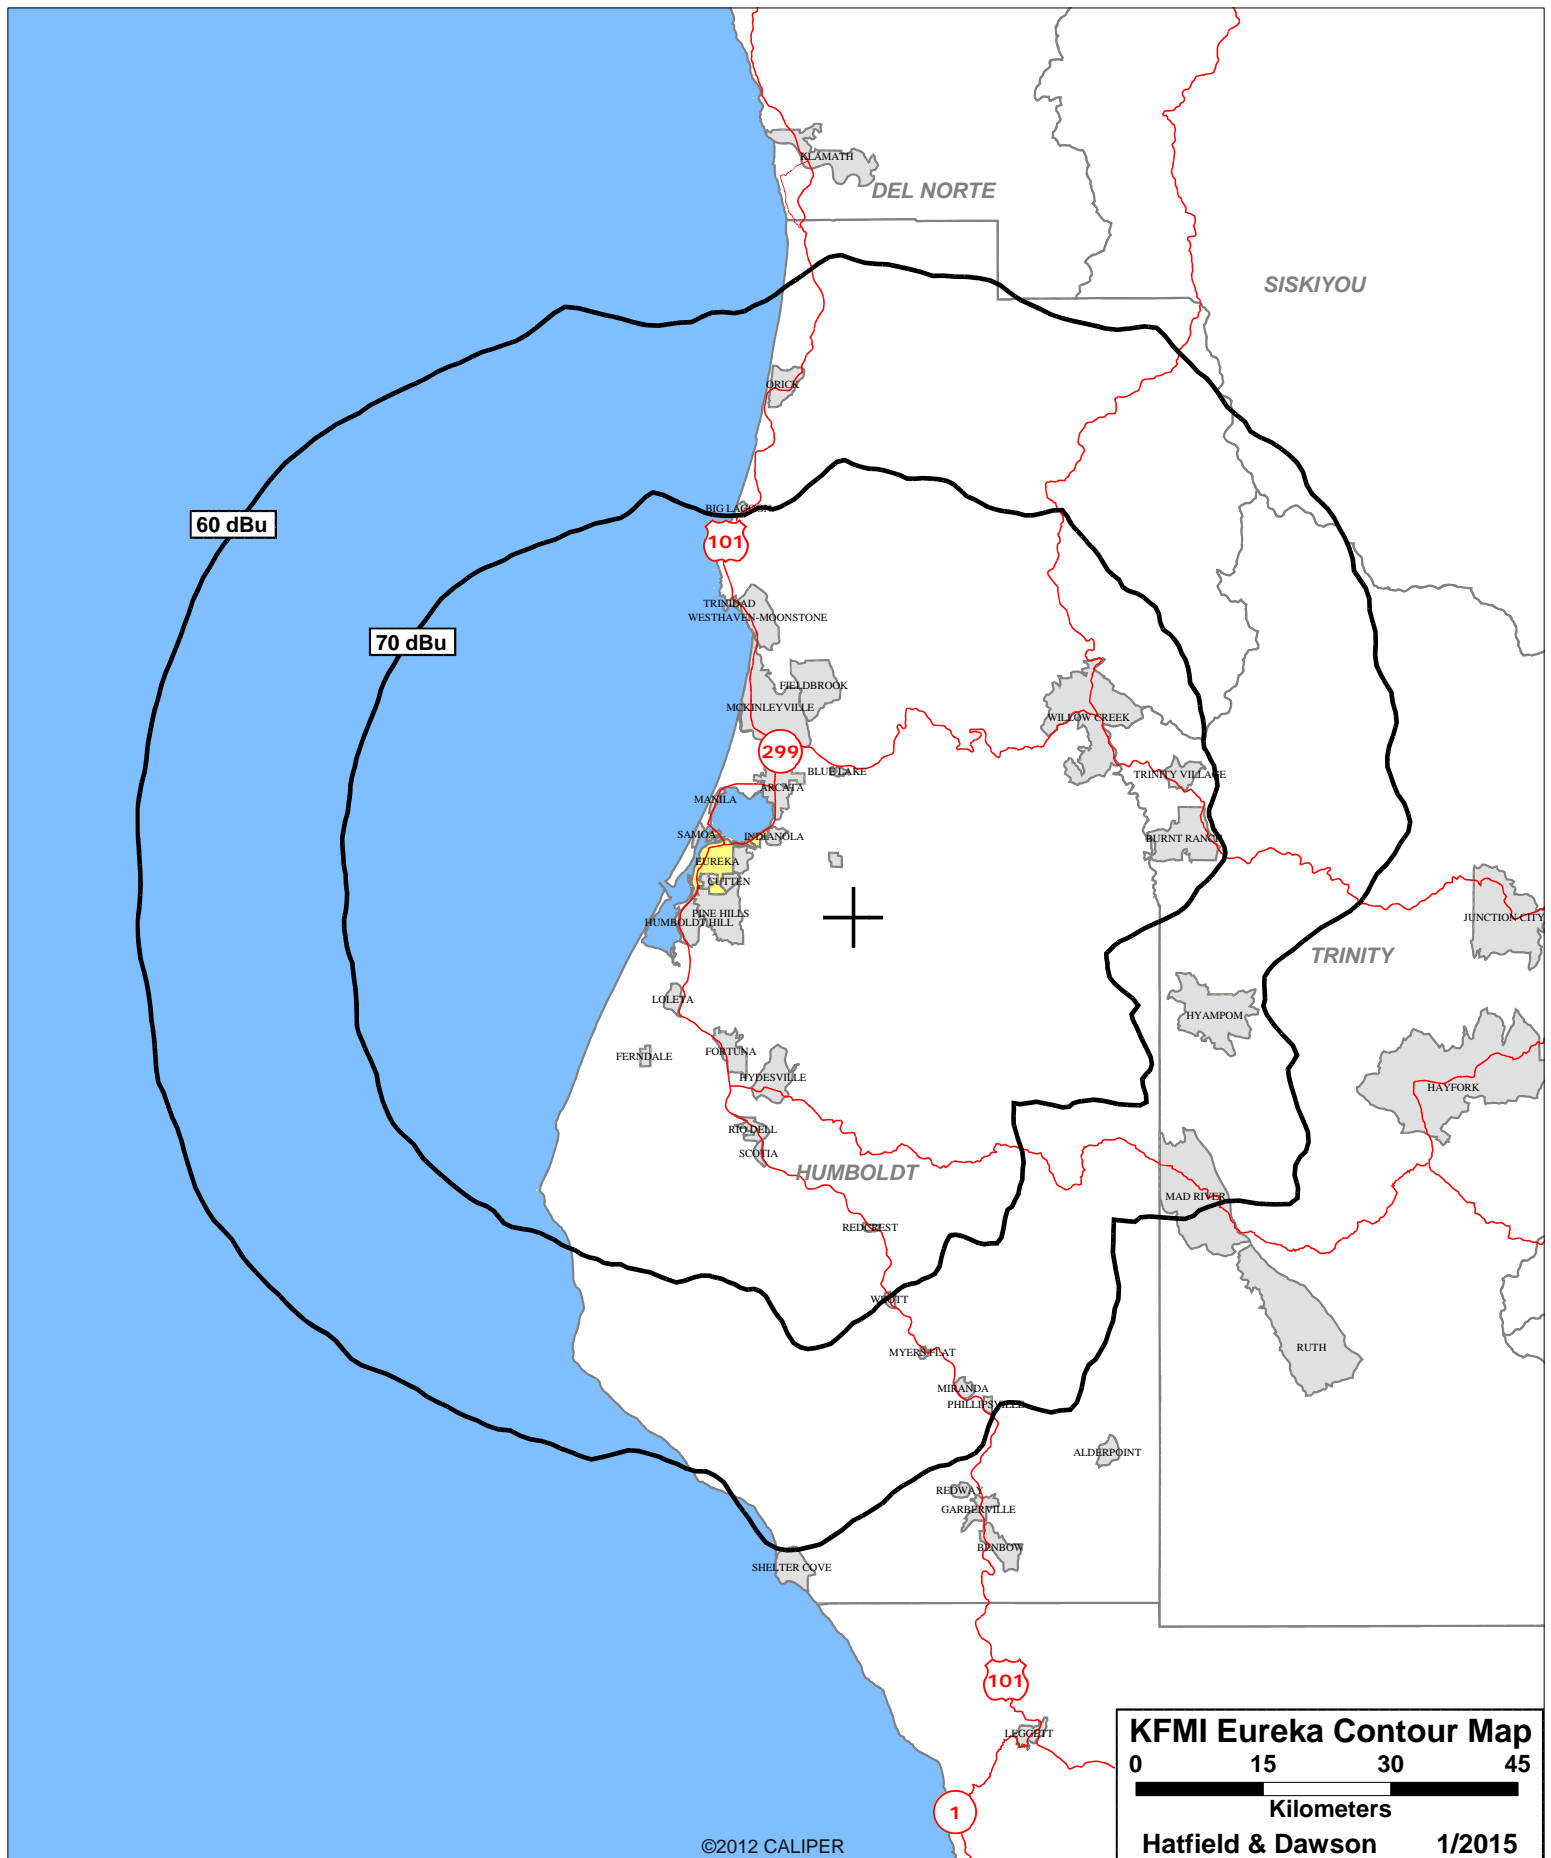 KLAMATH
DEL NORTE
SISKIYOU
ORICK
BIG LAGOON
60 dBu
101
TRINIDAD
WESTHAVEN-MOONSTONE
70 dBu
FIELDBROOK
MCKINLEYVILLE
WILLOW CREEK
299
BLUE LAKE
TRINITY VILLAGE
ARCATA
MANILA
SAMOA
INDIANOLA
BURNT RANCH
EUREKA
CUTTEN
PINE HILLS
HUMBOLDT HILL
JUNCTION CITY
TRINITY
LOLETA
HYAMPOM
FORTUNA
FERNDALE
HYDESVILLE
HAYFORK
RIO DELL
SCOTIA
HUMBOLDT
MAD RIVER
REDCREST
WEOTT
RUTH
MYERS FLAT
MIRANDA
PHILLIPSVILLE
ALDERPOINT
REDWAY
GARBERVILLE
BENBOW
SHELTER COVE
101
LEGGETT
1
KFMI Eureka Contour Map
0 15 30 45
Kilometers
Hatfield & Dawson 1/2015
©2012 CALIPER